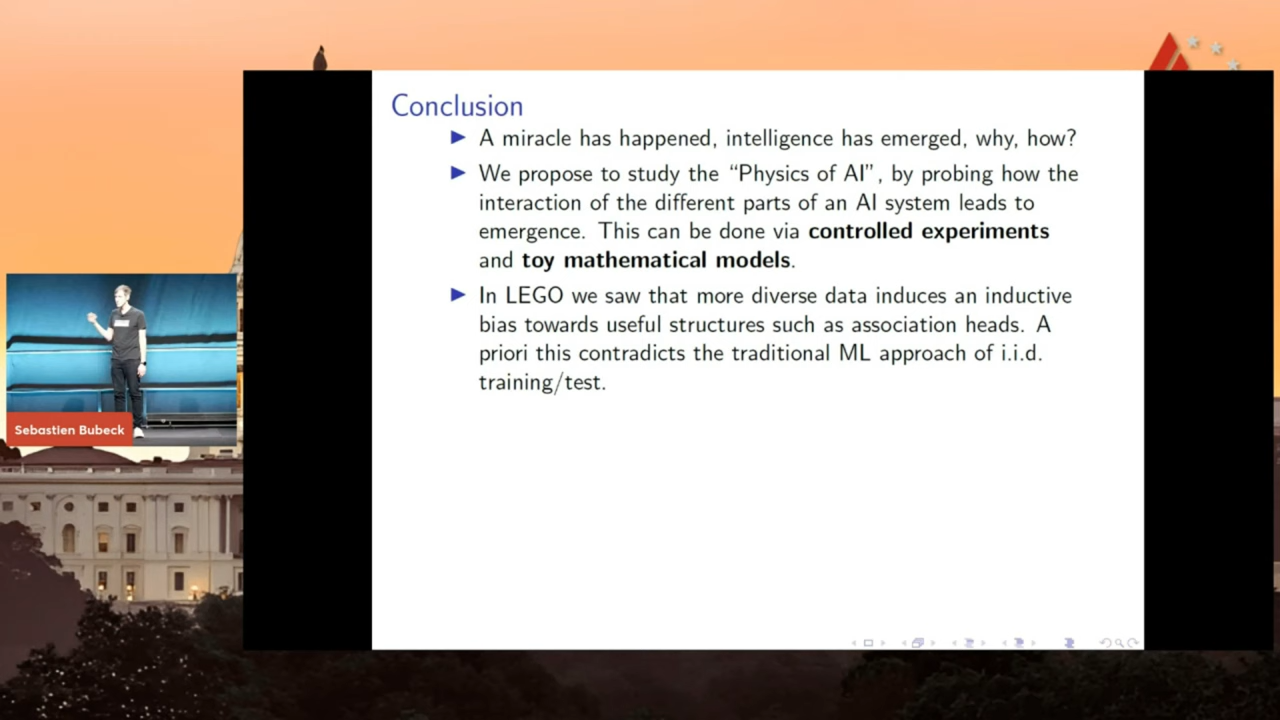 Conclusion
A miracle has happened, intelligence has emerged, why, how?
We propose to study the “Physics of AI”, by probing how the
interaction of the different parts of an AI system leads to
emergence. This can be done via controlled experiments
and toy mathematical models.
In LEGO we saw that more diverse data induces an inductive
bias towards useful structures such as association heads. A
priori this contradicts the traditional ML approach of i.i.d.
training/test.
Sebastien Bubeck